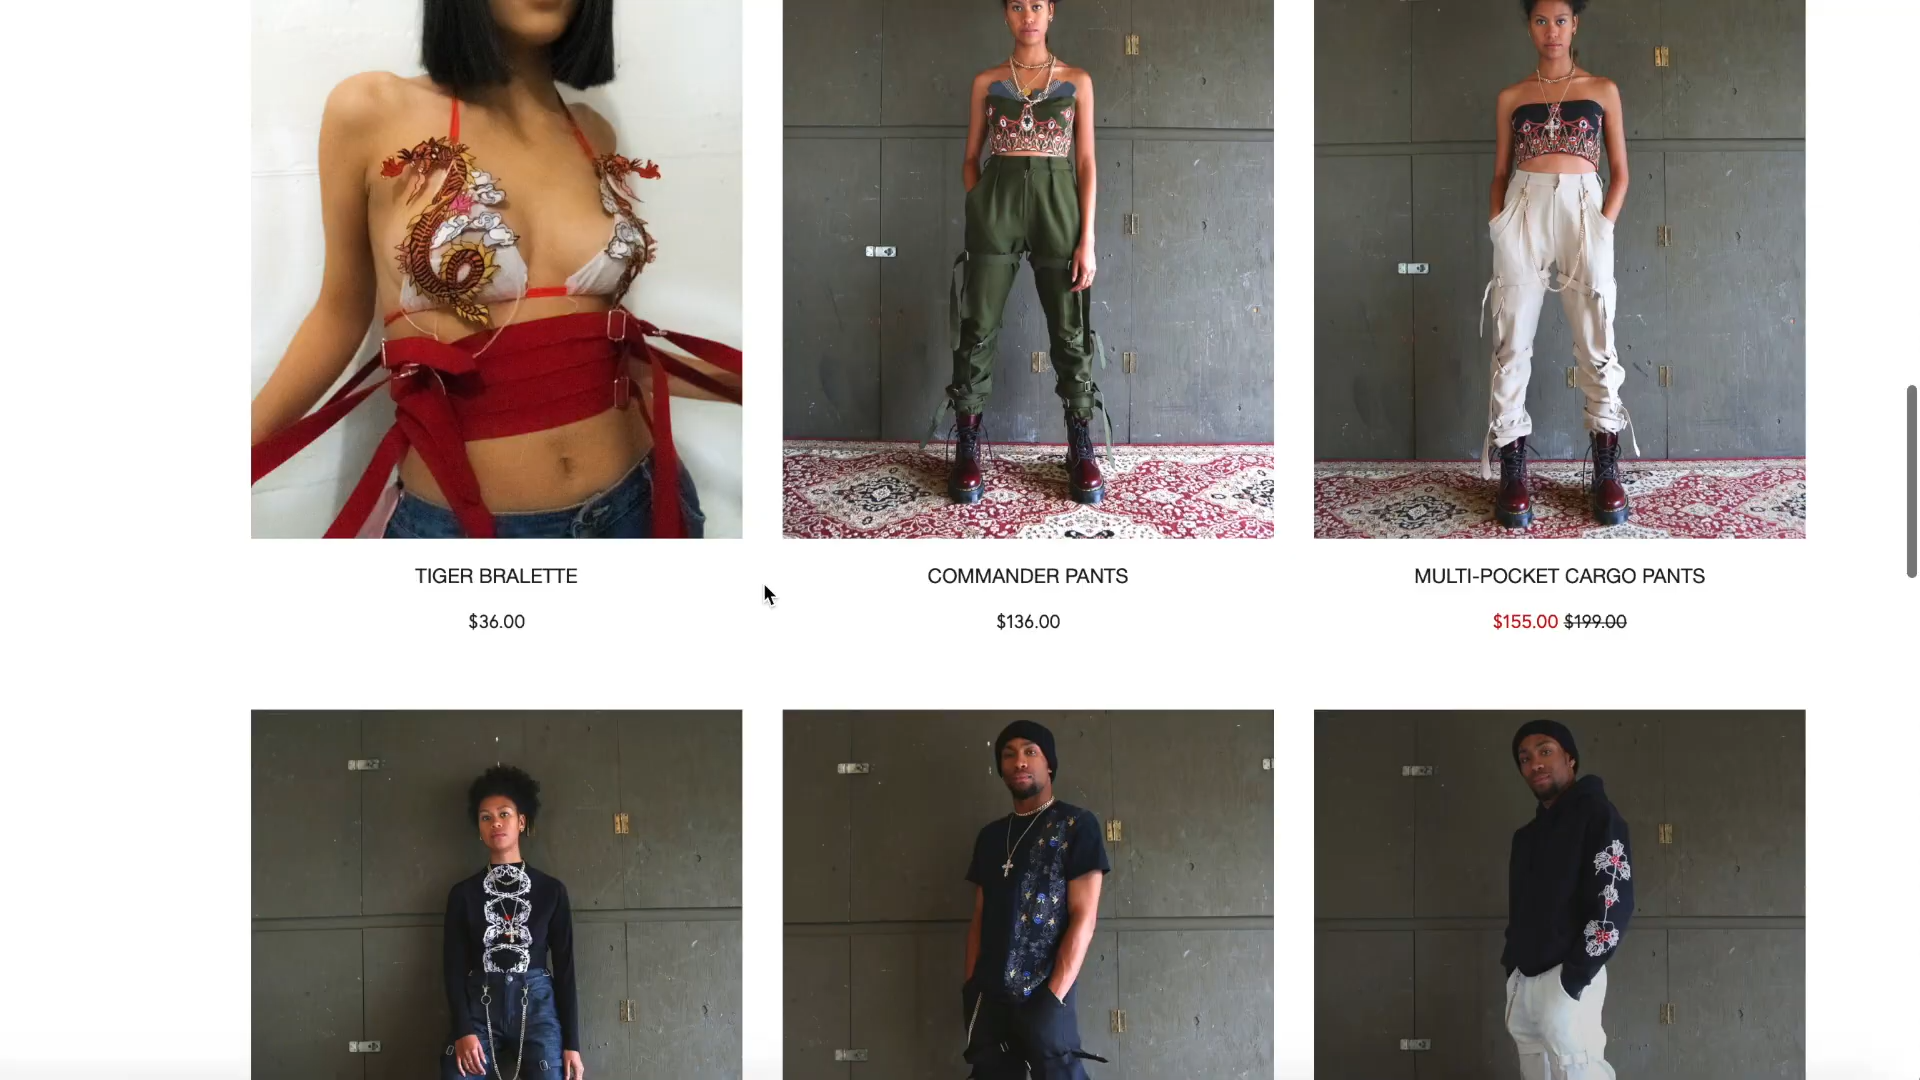 TIGER BRALETTE
$36.00
COMMANDER PANTS
$136.00
MULTI-POCKET CARGO PANTS
$155.00 $199.00